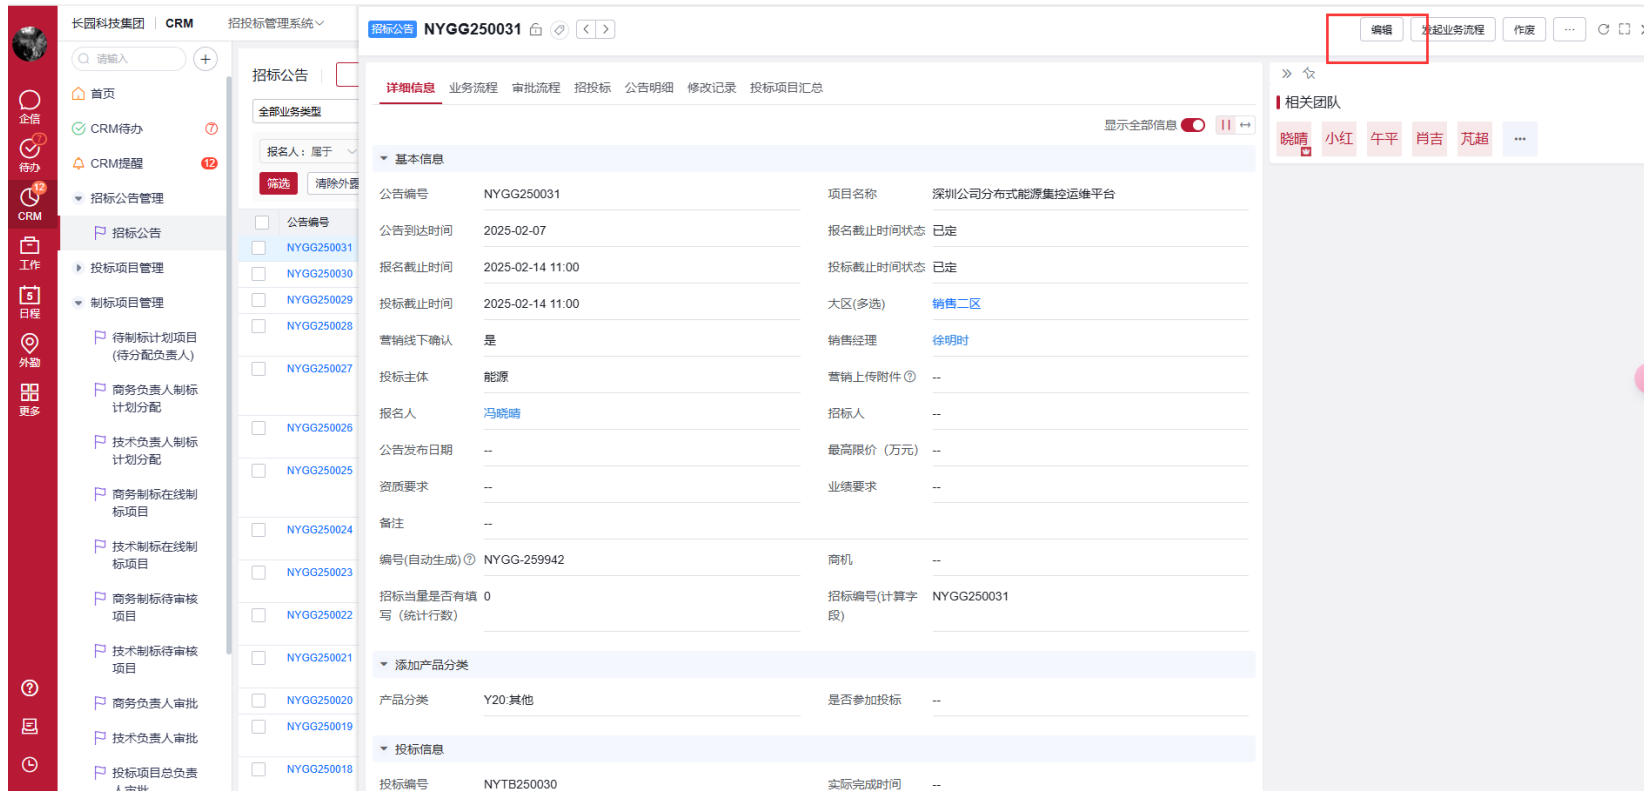 长园科技集团 CRM 招投标管理系统
请输入
企信
7
待办
12
CRM
工作
5
日程
外勤
更多
首页
CRM待办 7
CRM提醒 12
招标公告管理
招标公告
投标项目管理
制标项目管理
待制标计划项目
(待分配负责人)
商务负责人制标
计划分配
技术负责人制标
计划分配
商务制标在线制
标项目
技术制标在线制
标项目
商务制标待审核
项目
技术制标待审核
项目
商务负责人审批
技术负责人审批
投标项目总负责
人审批
招标公告
全部业务类型
报名人：属于
筛选 清除外露
公告编号
NYGG250031
NYGG250030
NYGG250029
NYGG250028
NYGG250027
NYGG250026
NYGG250025
NYGG250024
NYGG250023
NYGG250022
NYGG250021
NYGG250020
NYGG250019
NYGG250018
招标公告 NYGG250031
编辑 发起业务流程 作废 ...
详细信息 业务流程 审批流程 招投标 公告明细 修改记录 投标项目汇总
显示全部信息
基本信息
公告编号 NYGG250031 项目名称 深圳公司分布式能源集控运维平台
公告到达时间 2025-02-07 报名截止时间状态 已定
报名截止时间 2025-02-14 11:00 投标截止时间状态 已定
投标截止时间 2025-02-14 11:00 大区(多选) 销售二区
营销线下确认 是 销售经理 徐明时
投标主体 能源 营销上传附件 --
报名人 冯晓晴 招标人 --
公告发布日期 -- 最高限价（万元） --
资质要求 -- 业绩要求 --
备注 --
编号(自动生成) NYGG-259942 商机 --
招标当量是否有填 0 招标编号(计算字 NYGG250031
写（统计行数） 段)
添加产品分类
产品分类 Y20:其他 是否参加投标 --
投标信息
投标编号 NYTB250030 实际完成时间 --
相关团队
晓晴 小红 午平 肖吉 芃超 ...